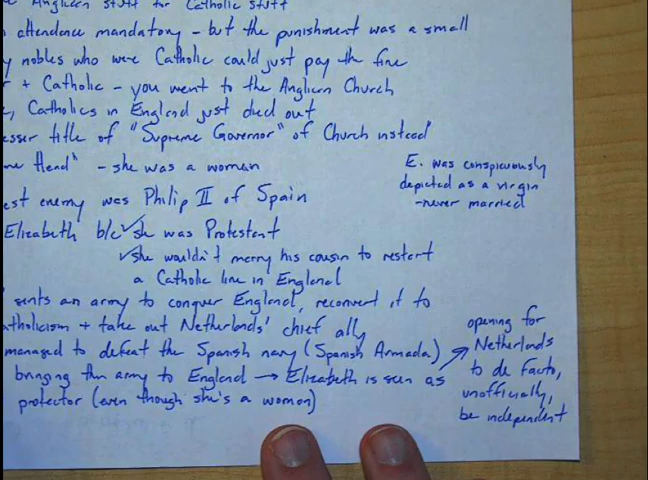 Anglican stuff for Catholic stuff
attendance mandatory - but the punishment was a small
nobles who were Catholic could just pay the fine
+ Catholic - you went to the Anglican Church
Catholics in England just died out
esser title of "Supreme Governor" of Church instead
Head" - she was a woman
E. was conspicuously
depicted as a virgin
- never married
est enemy was Philip II of Spain
Elizabeth b/c ✓she was Protestant
✓she wouldn't marry his cousin to restart
a Catholic line in England
sents an army to conquer England, reconvert it to
atholicism + take out Netherlands' chief ally
managed to defeat the Spanish navy (Spanish Armada)
bringing the army to England → Elizabeth is seen as
protector (even though she's a woman)
opening for
Netherlands
to de facto,
unofficially,
be independent